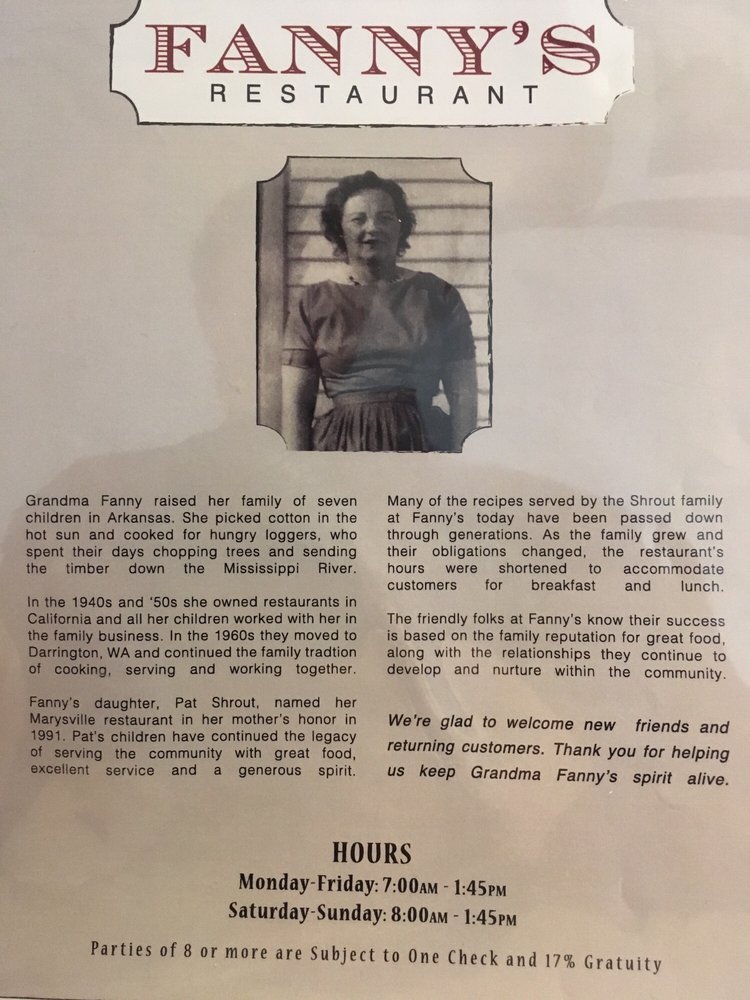 FANNY'S
RESTAURANT
Grandma Fanny raised her family of seven
children in Arkansas. She picked cotton in the
hot sun and cooked for hungry loggers, who
spent their days chopping trees and sending
the timber down the Mississippi River.
In the 1940s and '50s she owned restaurants in
California and all her children worked with her in
the family business. In the 1960s they moved to
Darrington, WA and continued the family tradtion
of cooking, serving and working together.
Fanny's daughter, Pat Shrout, named her
Marysville restaurant in her mother's honor in
1991. Pat's children have continued the legacy
of serving the community with great food,
excellent service and a generous spirit.
Many of the recipes served by the Shrout family
at Fanny's today have been passed down
through generations. As the family grew and
their obligations changed, the restaurant's
hours were shortened to accommodate
customers for breakfast and lunch.
The friendly folks at Fanny's know their success
is based on the family reputation for great food,
along with the relationships they continue to
develop and nurture within the community.
We're glad to welcome new friends and
returning customers. Thank you for helping
us keep Grandma Fanny's spirit alive.
HOURS
Monday-Friday: 7:00AM - 1:45PM
Saturday-Sunday: 8:00AM - 1:45PM
Parties of 8 or more are Subject to One Check and 17% Gratuity